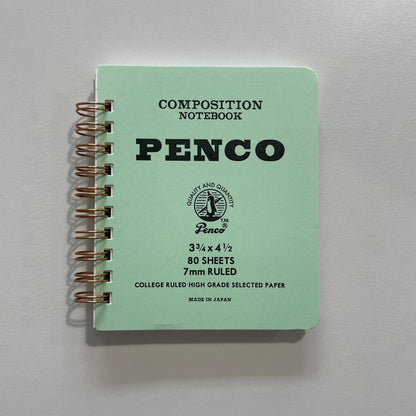 COMPOSITION
NOTEBOOK
PENCO
QUALITY AND QUANTITY
TM
Penco®
3¾ x 4½
80 SHEETS
7mm RULED
COLLEGE RULED HIGH GRADE SELECTED PAPER
MADE IN JAPAN